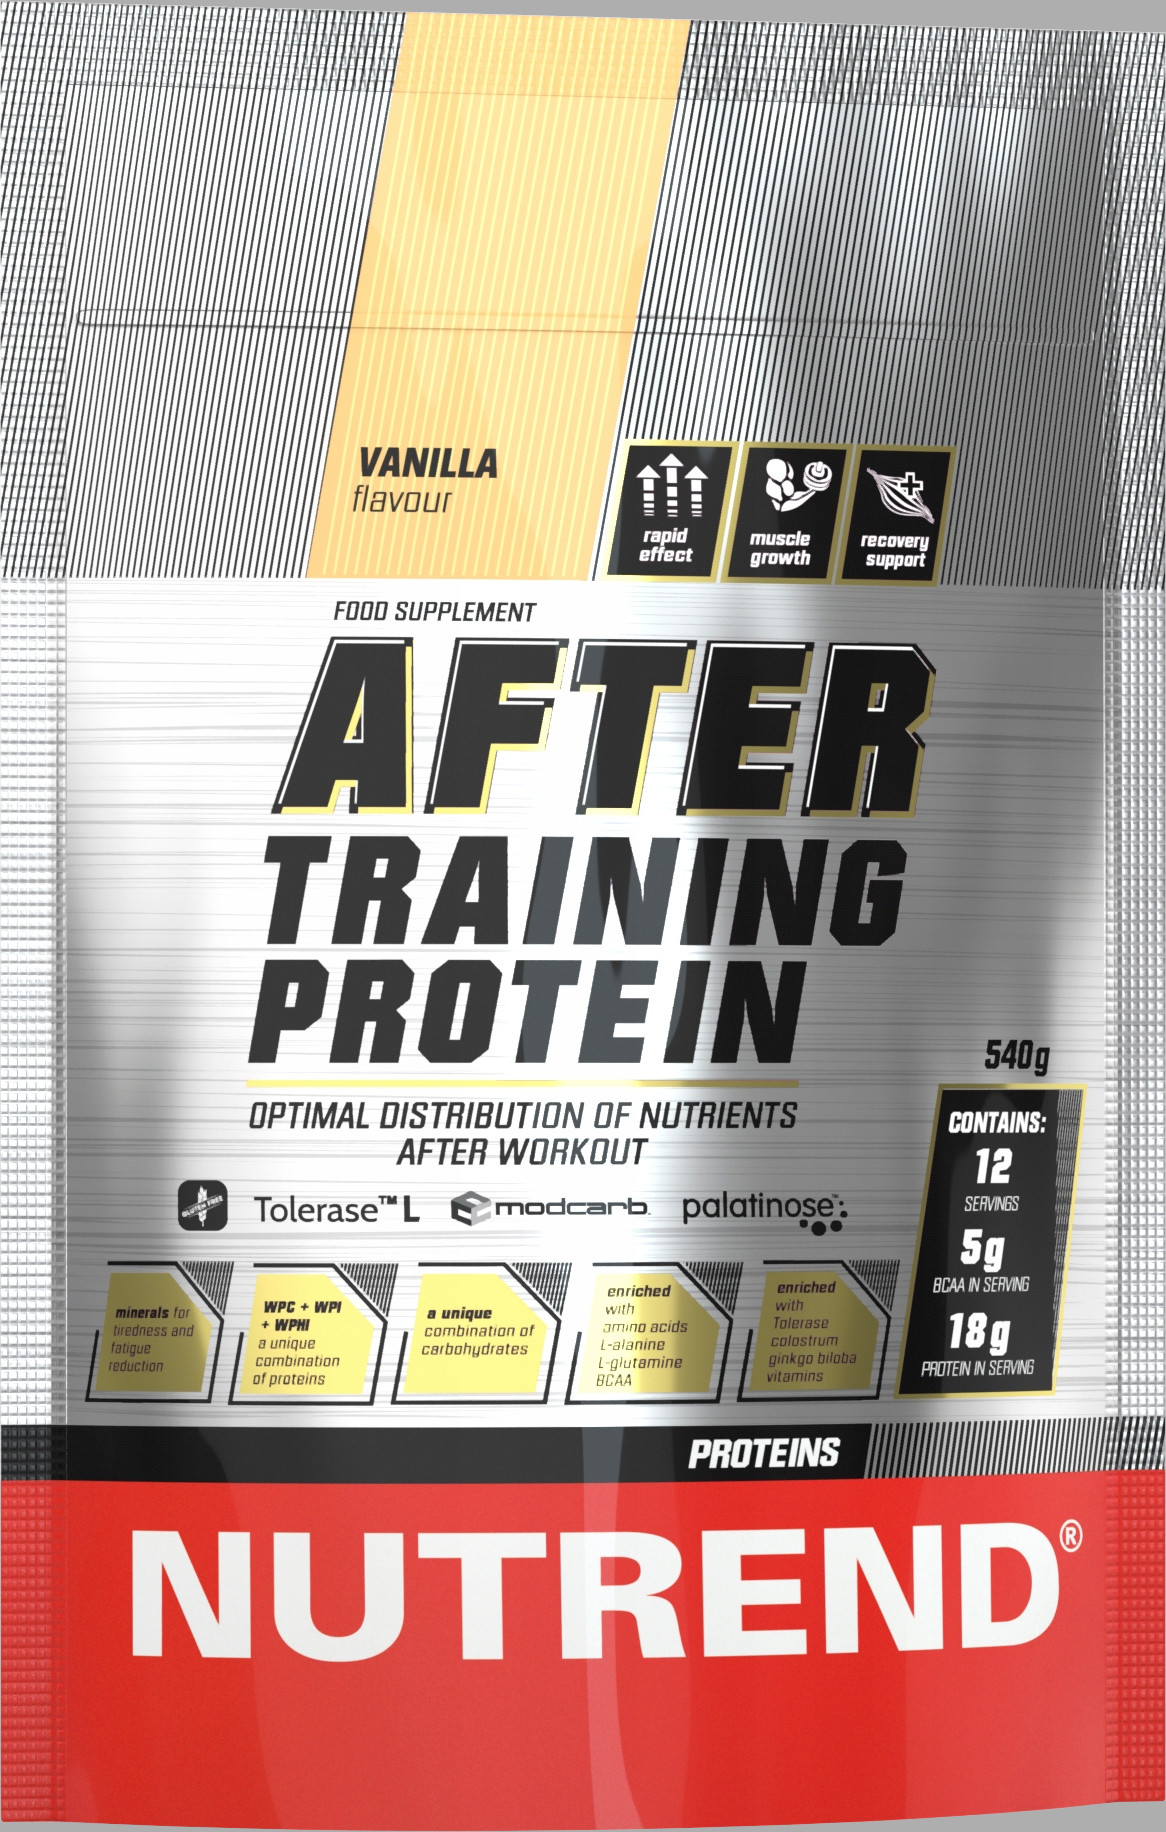 VANILLA
flavour
rapid
effect
muscle
growth
recovery
support
FOOD SUPPLEMENT
AFTER
TRAINING
PROTEIN
540g
OPTIMAL DISTRIBUTION OF NUTRIENTS
AFTER WORKOUT
GLUTEN FREE
Tolerase™ L
modcarb.
palatinose™
CONTAINS:
12
SERVINGS
5g
BCAA IN SERVING
18g
PROTEIN IN SERVING
minerals for
tiredness and
fatigue
reduction
WPC + WPI
+ WPHI
a unique
combination
of proteins
a unique
combination of
carbohydrates
enriched
with
amino acids
L-alanine
L-glutamine
BCAA
enriched
with
Tolerase
colostrum
ginkgo biloba
vitamins
PROTEINS
NUTREND®